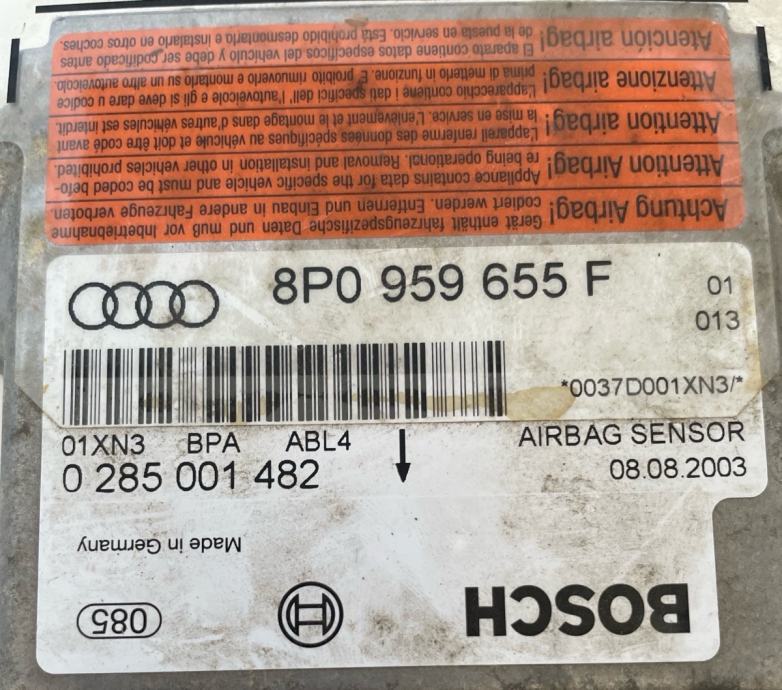 Achtung Airbag!
Gerät enthält fahrzeugspezifische Daten und muß vor Inbetriebnahme
codiert werden. Entfernen und Einbau in andere Fahrzeuge verboten.
Attention Airbag!
Appliance contains data for the specific vehicle and must be coded befo-
re being operational. Removal and installation in other vehicles prohibited.
Attention airbag!
L'appareil renferme des données spécifiques au véhicule et doit être codé avant
la mise en service. L'enlèvement et le montage dans d'autres véhicules est interdit.
Attenzione airbag!
L'apparecchio contiene i dati specifici dell'autoveicolo e gli si deve dare un codice
prima di metterlo in funzione. E' proibito rimuoverlo e montarlo su un altro autoveicolo.
Atención airbag!
El aparato contiene datos específicos del vehículo y debe ser codificado antes
de la puesta en servicio. Está prohibido desmontarlo e instalarlo en otros coches.
8P0 959 655 F
01
013
*0037D001XN3/*
01XN3 BPA ABL4
AIRBAG SENSOR
0 285 001 482
08.08.2003
Made in Germany
BOSCH
085